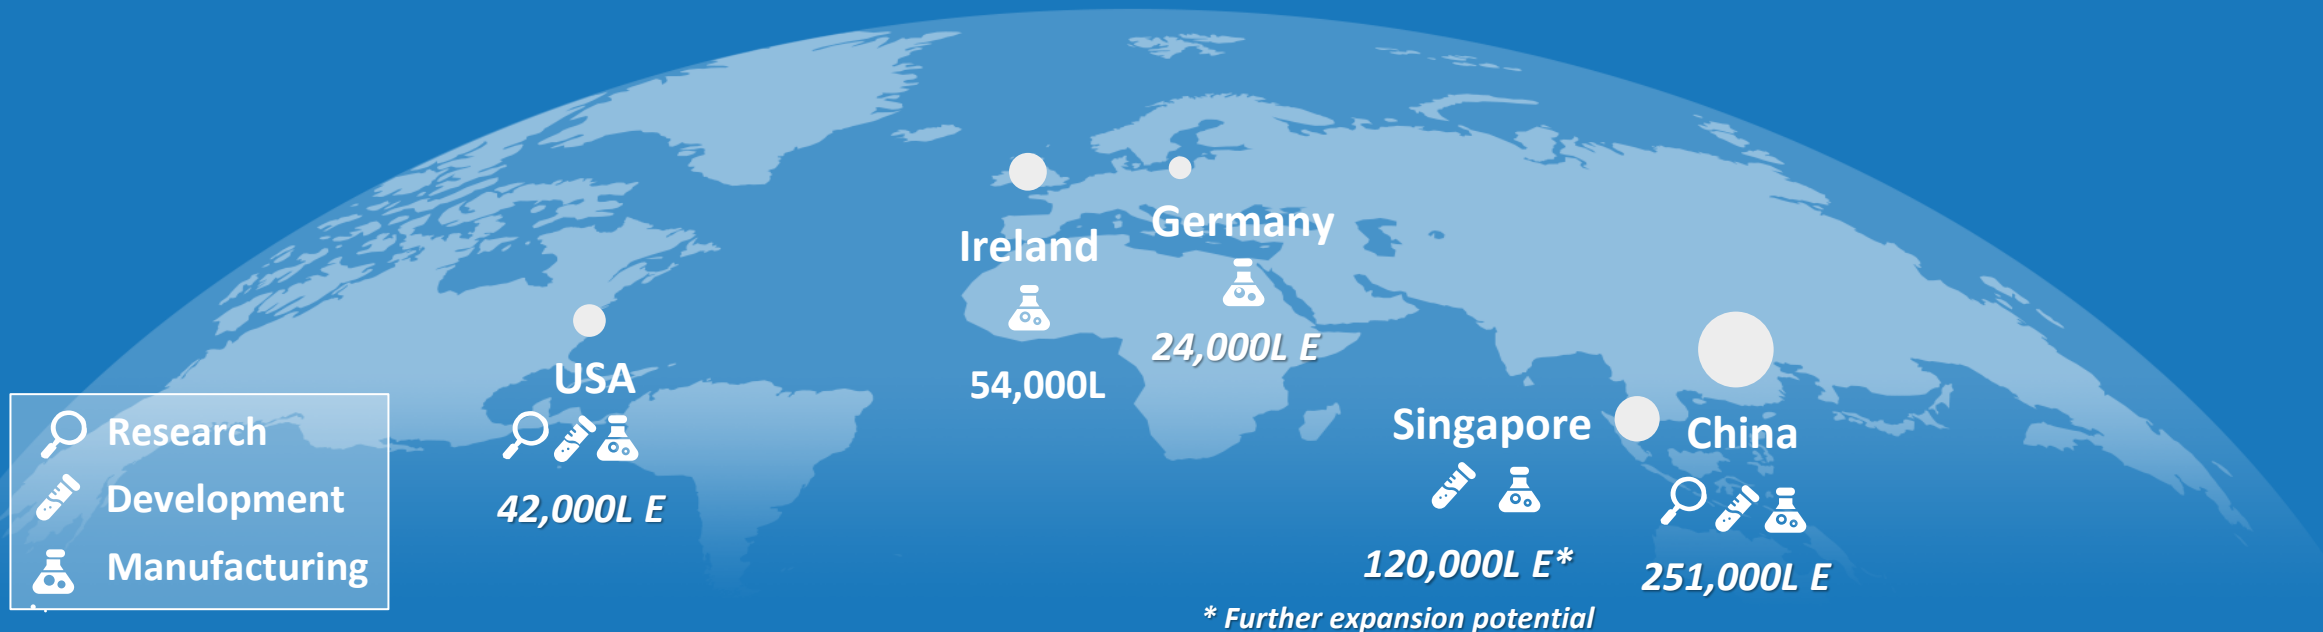 Ireland
54,000L
Germany
24,000L E
USA
42,000L E
Singapore
120,000L E*
* Further expansion potential
China
251,000L E
Research
Development
Manufacturing